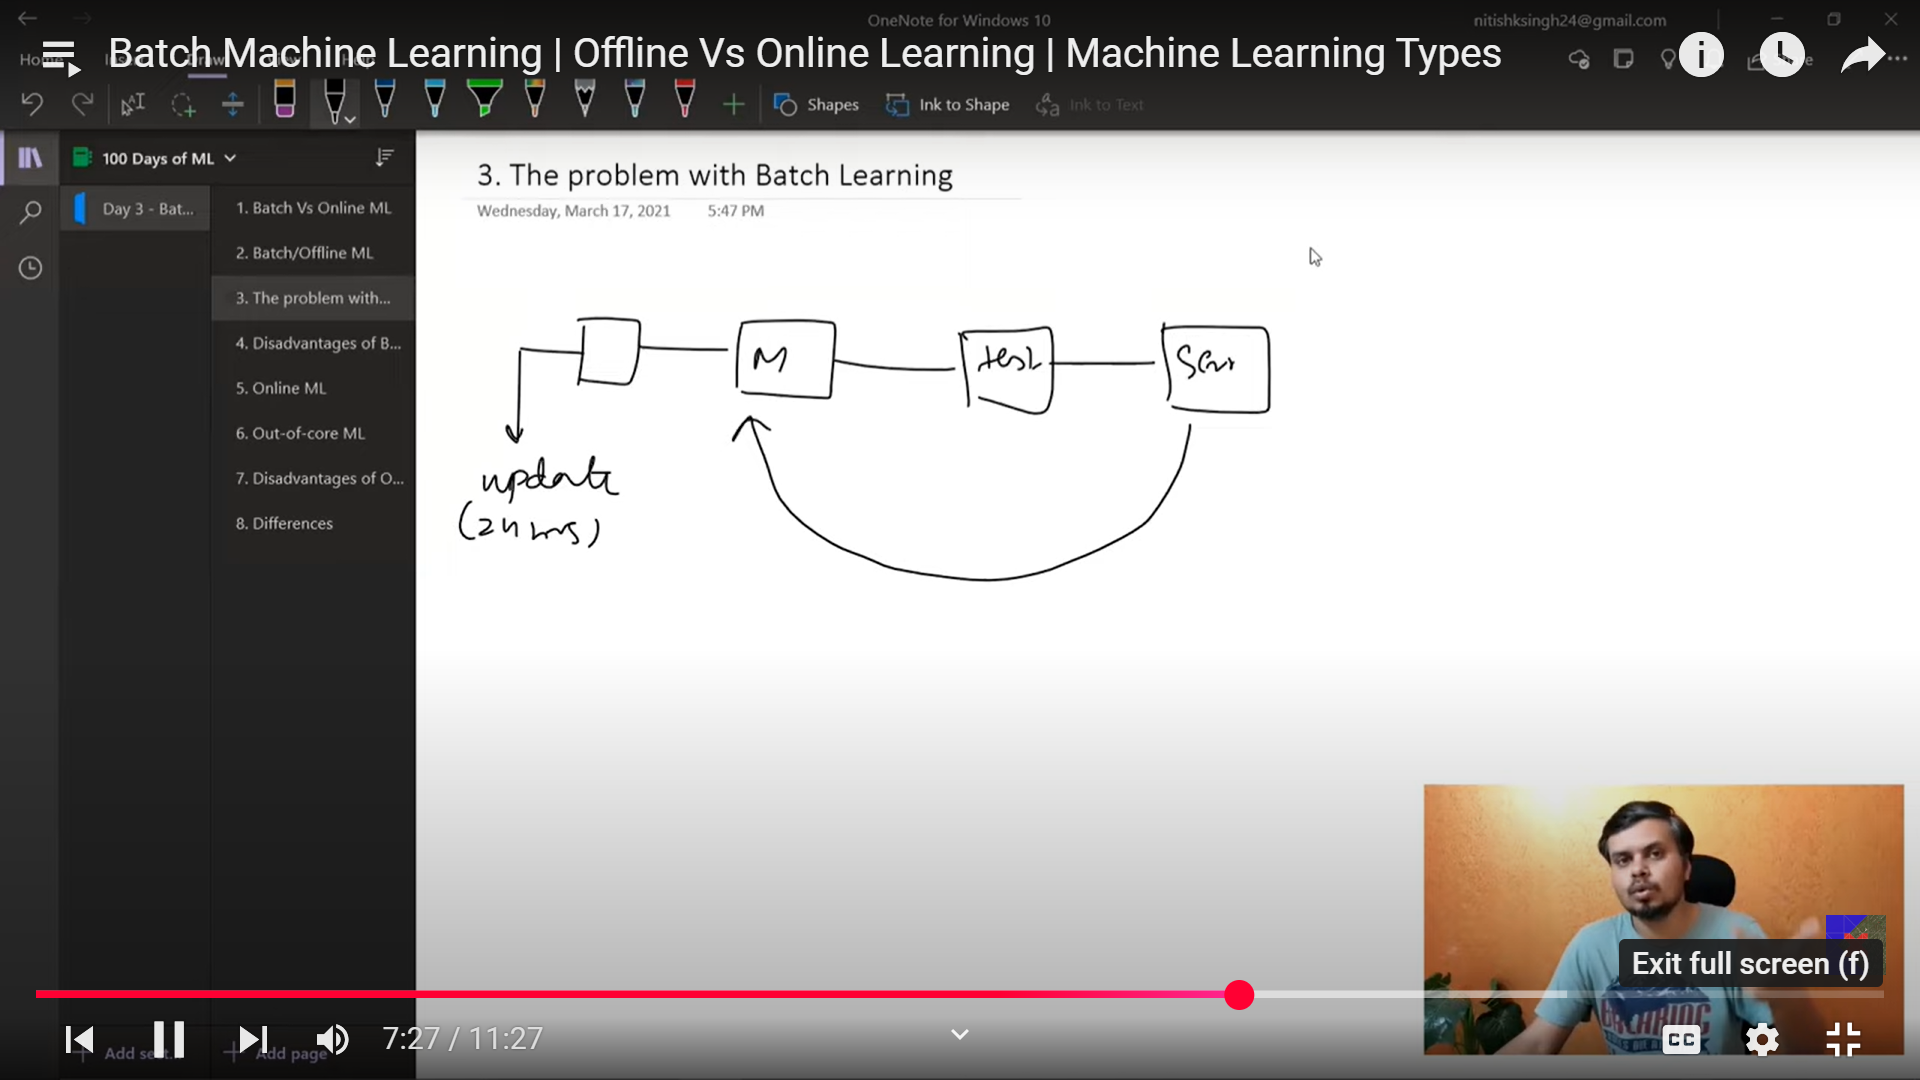 OneNote for Windows 10
nitishksingh24@gmail.com
Batch Machine Learning | Offline Vs Online Learning | Machine Learning Types
Shapes
Ink to Shape
Ink to Text
100 Days of ML
3. The problem with Batch Learning
Wednesday, March 17, 2021 5:47 PM
Day 3 - Bat...
1. Batch Vs Online ML
2. Batch/Offline ML
3. The problem with...
4. Disadvantages of B...
5. Online ML
6. Out-of-core ML
7. Disadvantages of O...
8. Differences
M
test
update
Exit full screen (f)
7:27 / 11:27
CC
Add page